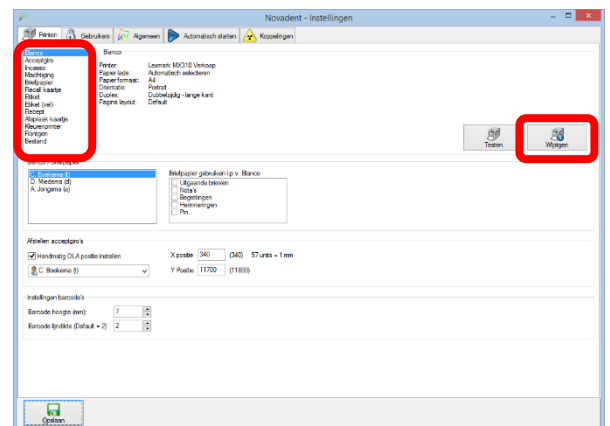 Novadent - Instellingen
Printen Gebruikers Algemeen Automatisch starten Koppelingen
Blanco
Acceptgiro
Incasso
Machtiging
Briefpapier
Recall kaartje
Etiket
Etiket (vel)
Recept
Afspraak kaartje
Kleurenprinter
Röntgen
Bestand
Blanco
Printer: Lexmark MX310 Verkoop
Papier lade: Automatisch selecteren
Papier formaat: A4
Orientatie: Portrait
Duplex: Dubbelzijdig - lange kant
Pagina layout: Default
Testen
Wijzigen
Blanco / briefpapier
C. Boekema (t)
D. Miedema (d)
A. Jongsma (a)
Briefpapier gebruiken i.p.v. Blanco
Uitgaande brieven
Nota's
Begrotingen
Herinneringen
Pin
Afstellen acceptgiro's
Handmatig OLA positie instellen
C. Boekema (t)
X positie 340 (340) 57 units = 1 mm
Y Positie 11700 (11800)
Instellingen barcode's
Barcode hoogte (mm): 7
Barcode lijndikte (Default = 2) 2
Opslaan